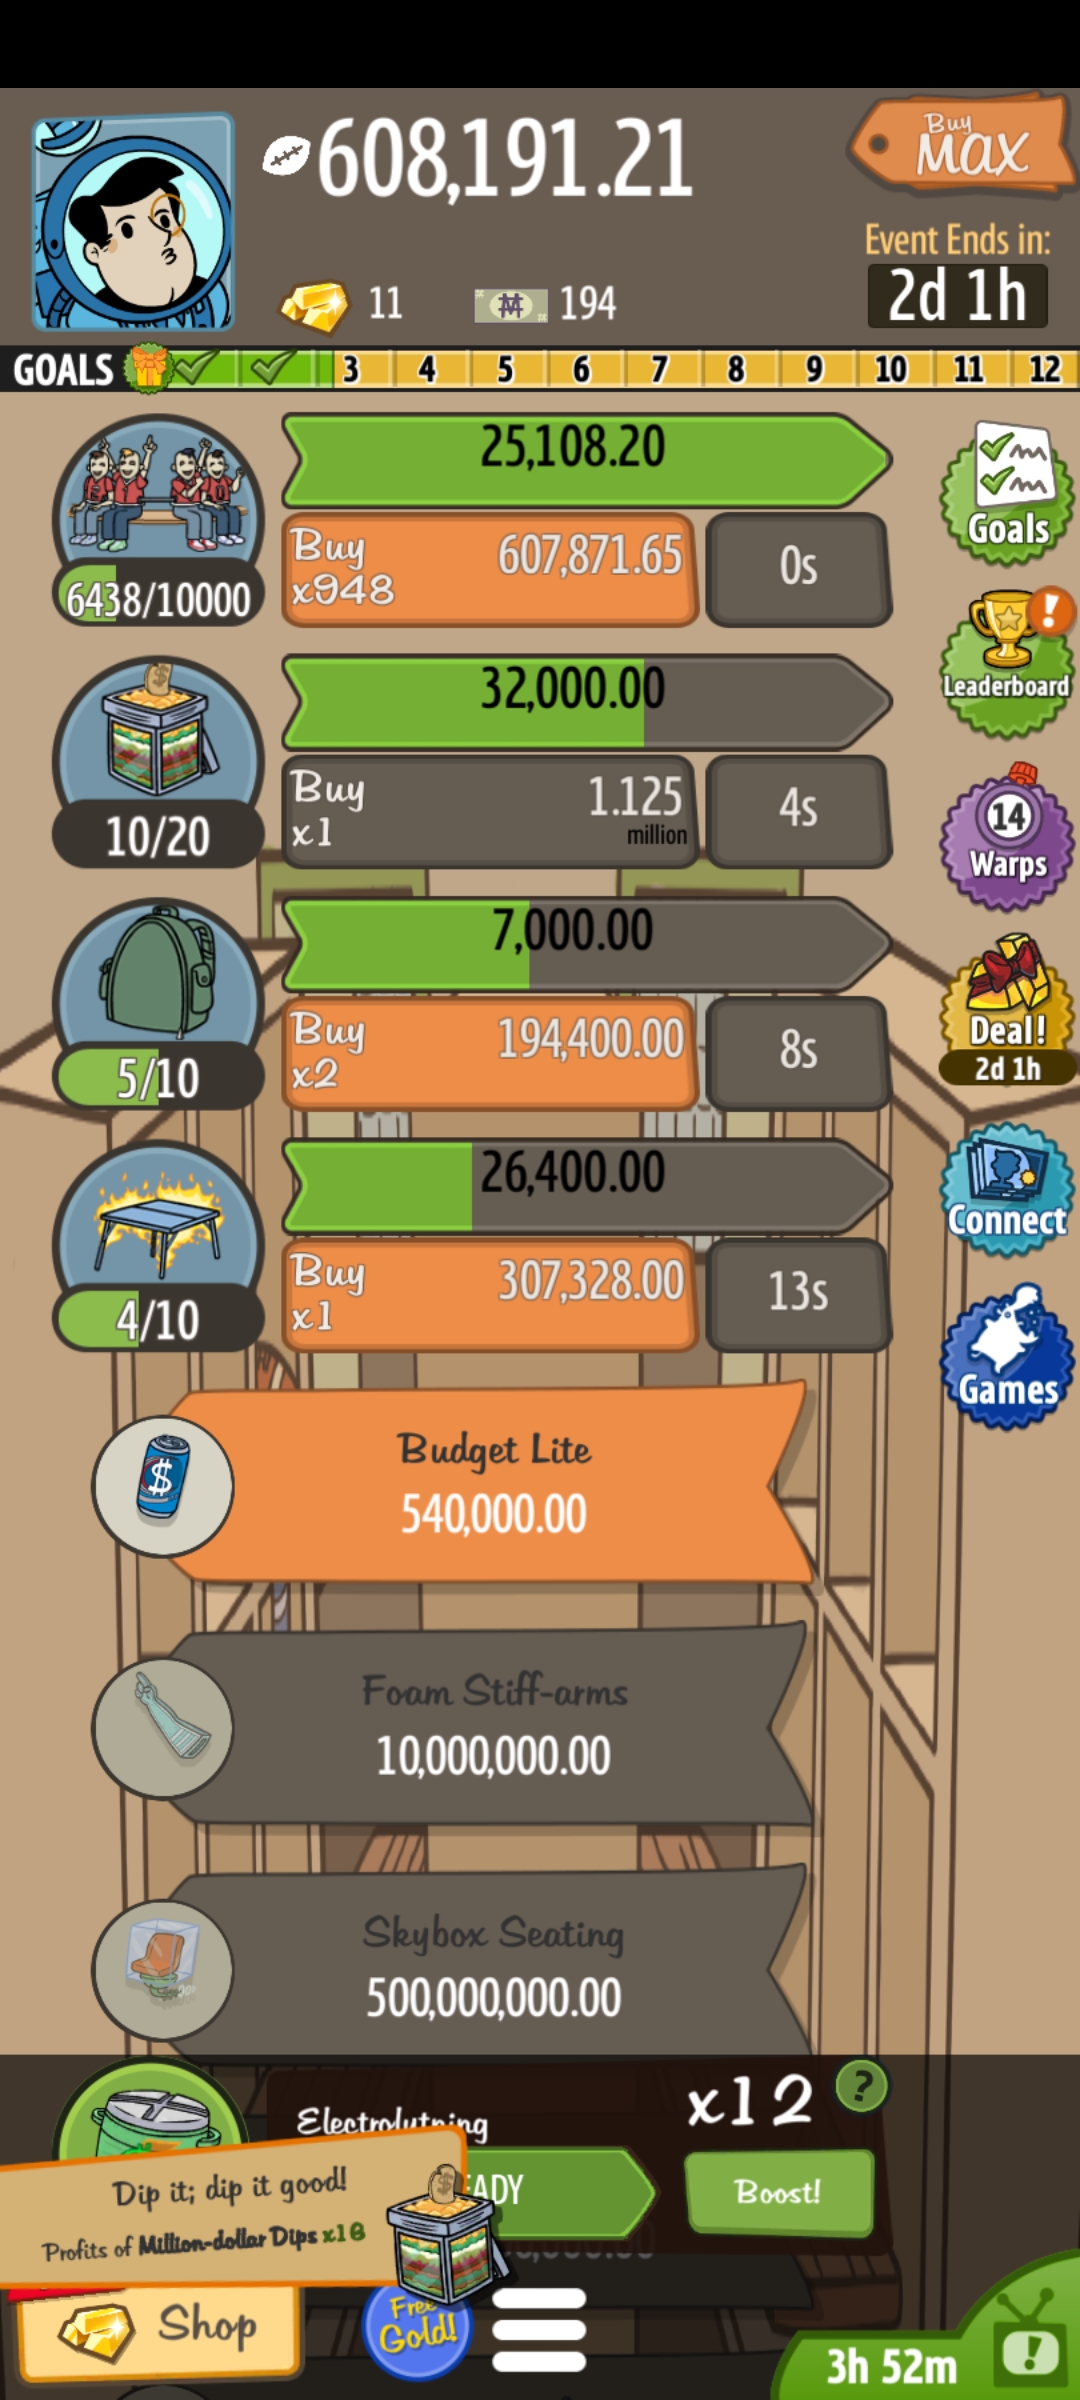 608,191.21
Buy
MAX
Event Ends in:
2d 1h
11
194
GOALS 3 4 5 6 7 8 9 10 11 12
25,108.20
Buy
x948
607,871.65
0s
6438/10000
Goals
32,000.00
Buy
x1
1.125
million
4s
10/20
Leaderboard
14
Warps
7,000.00
Buy
x2
194,400.00
8s
5/10
Deal!
2d 1h
26,400.00
Buy
x1
307,328.00
13s
4/10
Connect
Games
Budget Lite
540,000.00
Foam Stiff-arms
10,000,000.00
Skybox Seating
500,000,000.00
x12
?
EADY
Boost!
Dip it; dip it good!
Profits of Million-dollar Dips x16
Shop
Free
Gold!
3h 52m